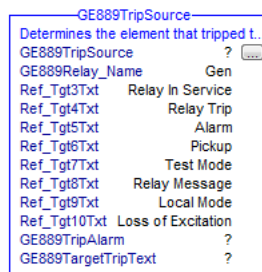 GE889TripSource
Determines the element that tripped t...
GE889TripSource ? ...
GE889Relay_Name Gen
Ref_Tgt3Txt Relay In Service
Ref_Tgt4Txt Relay Trip
Ref_Tgt5Txt Alarm
Ref_Tgt6Txt Pickup
Ref_Tgt7Txt Test Mode
Ref_Tgt8Txt Relay Message
Ref_Tgt9Txt Local Mode
Ref_Tgt10Txt Loss of Excitation
GE889TripAlarm ?
GE889TargetTripText ?